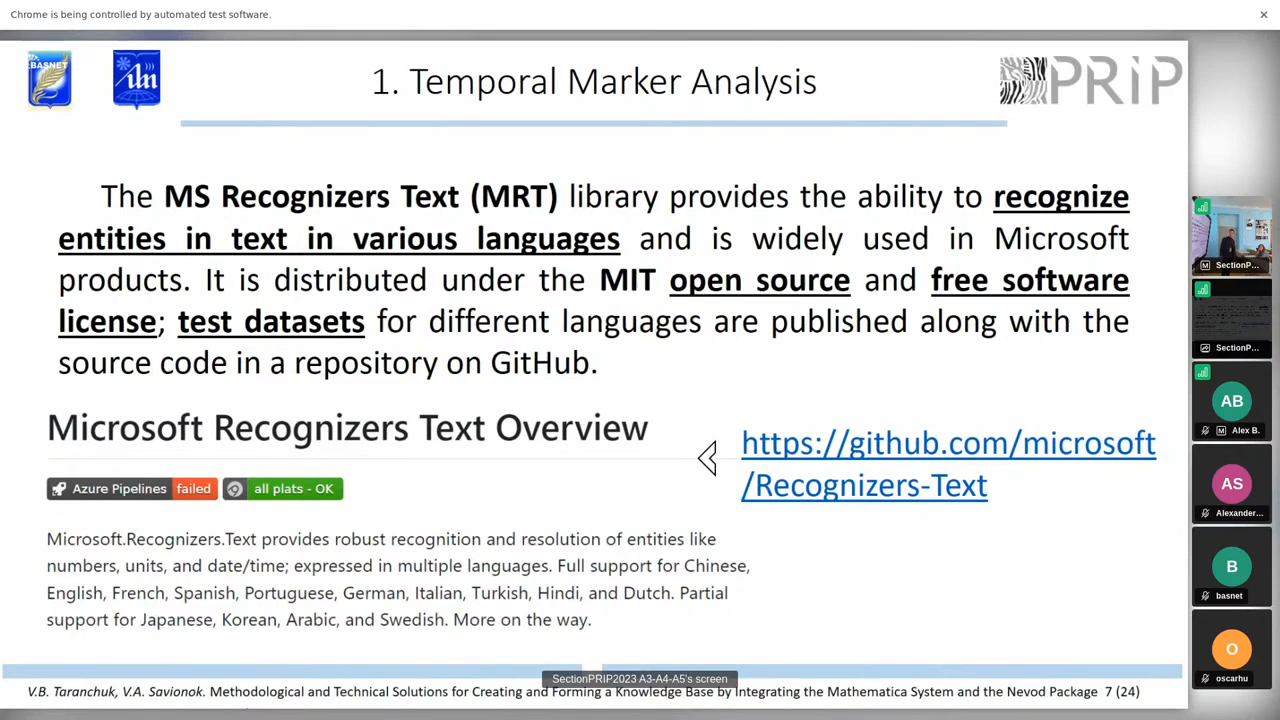 Chrome is being controlled by automated test software.
BASNET
PRIP
1. Temporal Marker Analysis
The MS Recognizers Text (MRT) library provides the ability to recognize
entities in text in various languages and is widely used in Microsoft
products. It is distributed under the MIT open source and free software
license; test datasets for different languages are published along with the
source code in a repository on GitHub.
Microsoft Recognizers Text Overview
https://github.com/microsoft
/Recognizers-Text
Azure Pipelines failed all plats - OK
Microsoft.Recognizers.Text provides robust recognition and resolution of entities like
numbers, units, and date/time; expressed in multiple languages. Full support for Chinese,
English, French, Spanish, Portuguese, German, Italian, Turkish, Hindi, and Dutch. Partial
support for Japanese, Korean, Arabic, and Swedish. More on the way.
SectionPRIP2023 A3-A4-A5's screen
V.B. Taranchuk, V.A. Savionok. Methodological and Technical Solutions for Creating and Forming a Knowledge Base by Integrating the Mathematica System and the Nevod Package 7 (24)
M SectionP...
SectionP...
AB
M Alex B.
AS
Alexander...
B
basnet
O
oscarhu